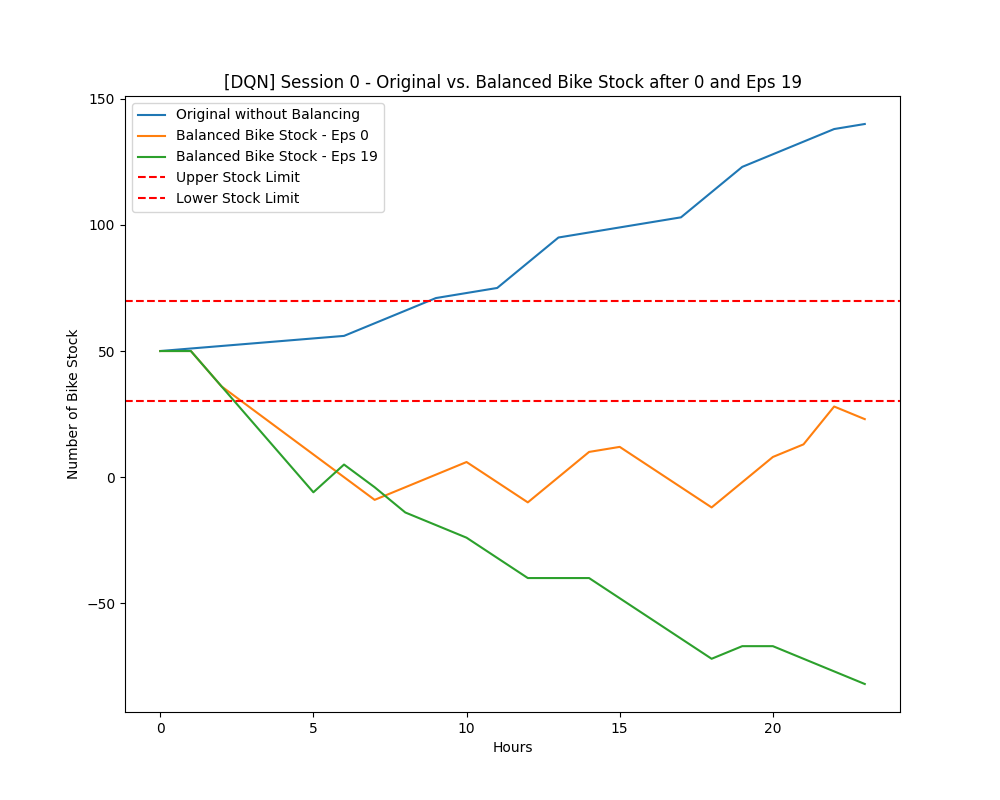 [DQN] Session 0 - Original vs. Balanced Bike Stock after 0 and Eps 19
150
100
50
0
−50
Number of Bike Stock
Original without Balancing
Balanced Bike Stock - Eps 0
Balanced Bike Stock - Eps 19
Upper Stock Limit
Lower Stock Limit
0 5 10 15 20
Hours